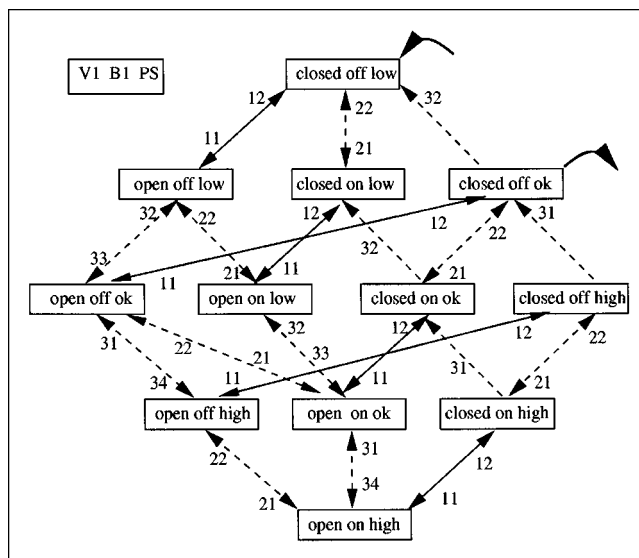 V1 B1 PS
closed off low
12
22
32
11
21
open off low
closed on low
closed off ok
32
22
12
32
12
22
31
33
11
21
11
21
open off ok
open on low
closed on ok
closed off high
31
22
32
12
12
22
21
33
34
11
11
31
21
open off high
open on ok
closed on high
22
31
12
21
34
11
open on high